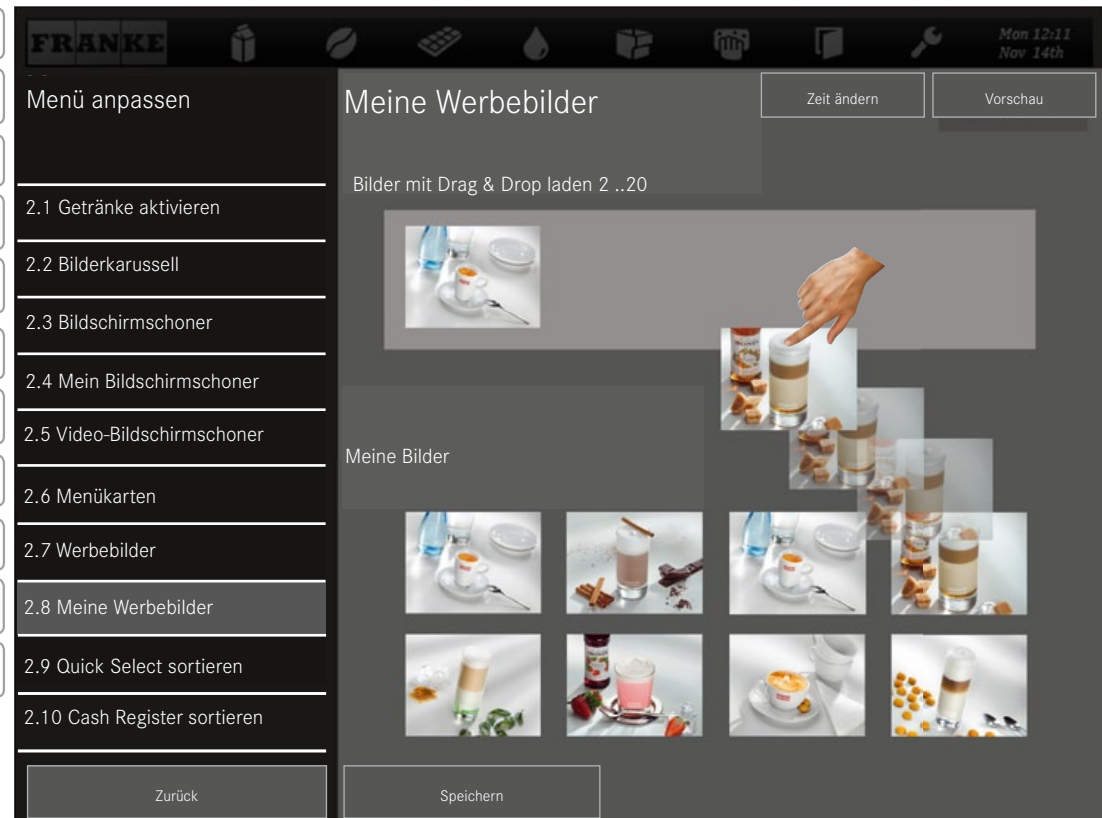 FRANKE
Mon 12:11
Nov 14th
Menü anpassen
2.1 Getränke aktivieren
2.2 Bilderkarussell
2.3 Bildschirmschoner
2.4 Mein Bildschirmschoner
2.5 Video-Bildschirmschoner
2.6 Menükarten
2.7 Werbebilder
2.8 Meine Werbebilder
2.9 Quick Select sortieren
2.10 Cash Register sortieren
Zurück
Meine Werbebilder
Zeit ändern
Vorschau
Bilder mit Drag & Drop laden 2 ..20
Meine Bilder
Speichern